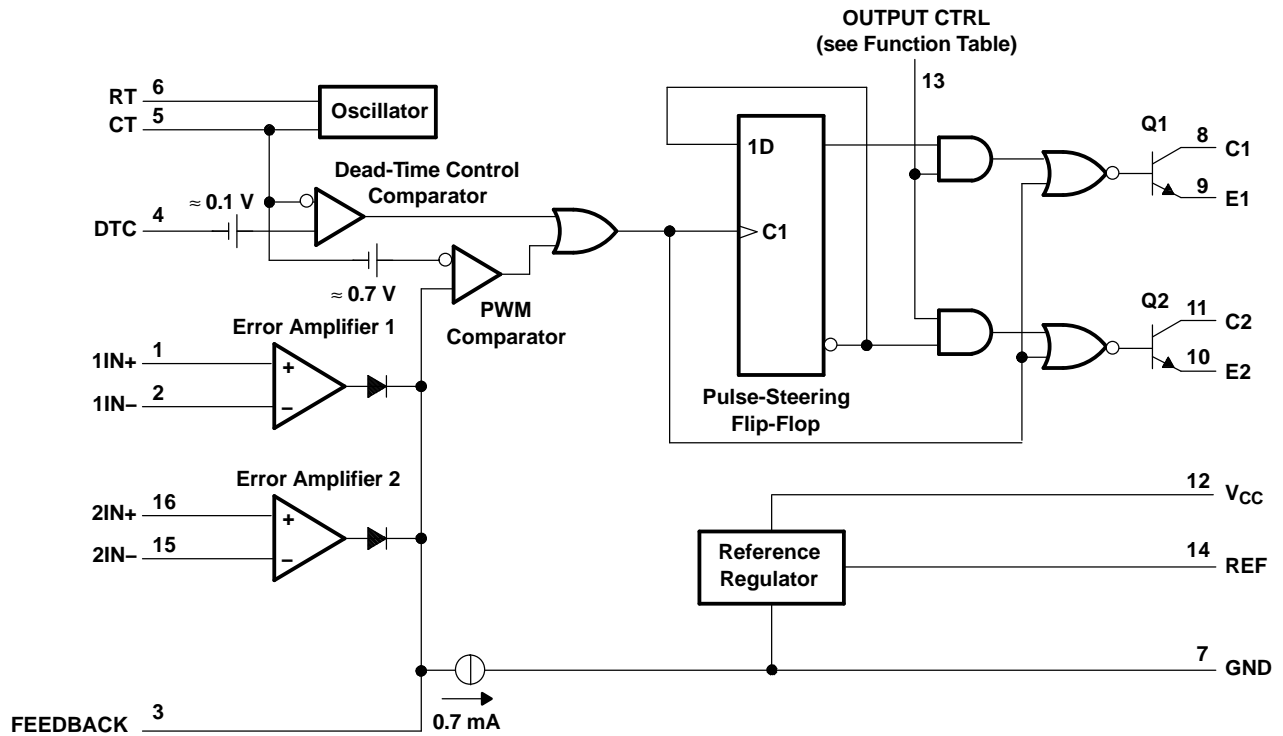 OUTPUT CTRL
(see Function Table)
13
RT 6
CT 5
Oscillator
Dead-Time Control
Comparator
≈ 0.1 V
DTC 4
≈ 0.7 V
PWM
Comparator
1D
C1
Pulse-Steering
Flip-Flop
Q1
8 C1
9 E1
Q2
11 C2
10 E2
Error Amplifier 1
1IN+ 1
1IN− 2
+
−
Error Amplifier 2
2IN+ 16
2IN− 15
+
−
12 VCC
Reference
Regulator
14 REF
7 GND
0.7 mA
FEEDBACK 3